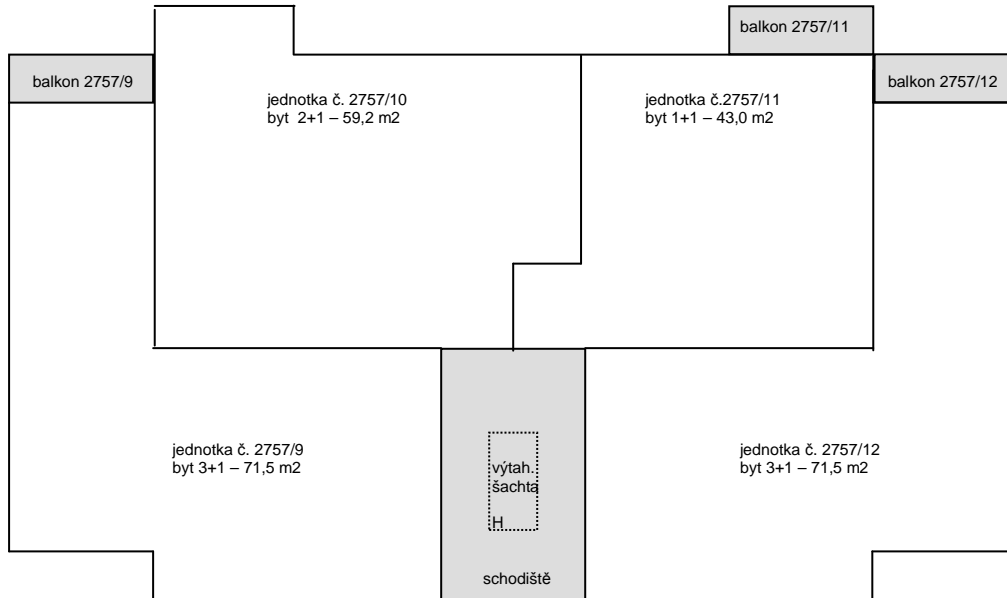 balkon 2757/11
balkon 2757/9
balkon 2757/12
jednotka č. 2757/10
byt  2+1 – 59,2 m2
jednotka č.2757/11
byt 1+1 – 43,0 m2
jednotka č. 2757/9
byt 3+1 – 71,5 m2
výtah.
šachta
H
schodiště
jednotka č. 2757/12
byt 3+1 – 71,5 m2